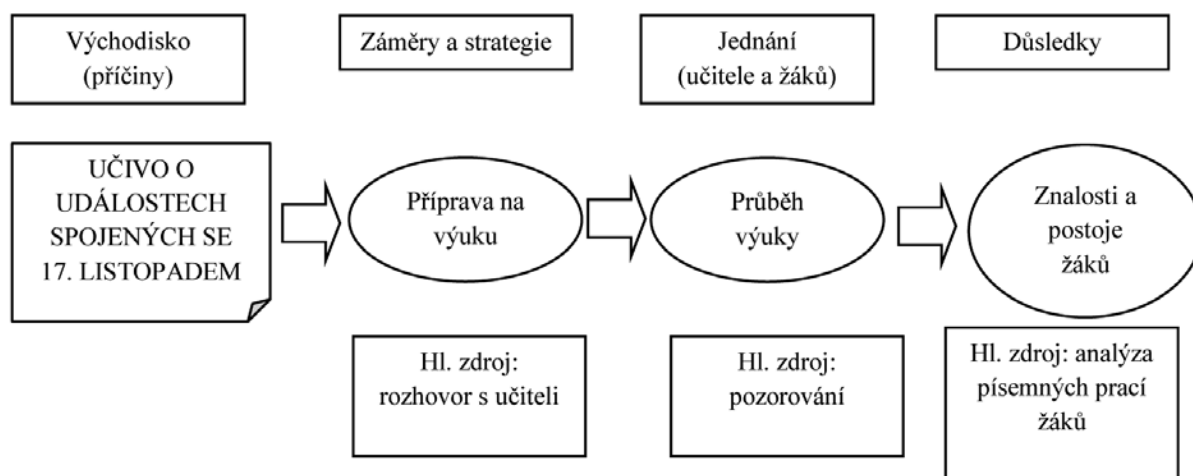 Východisko
(příčiny)
Záměry a strategie
Jednání
(učitele a žáků)
Důsledky
UČIVO O
UDÁLOSTECH
SPOJENÝCH SE
17. LISTOPADEM
Příprava na
výuku
Průběh
výuky
Znalosti a
postoje
žáků
Hl. zdroj:
rozhovor s učiteli
Hl. zdroj:
pozorování
Hl. zdroj: analýza
písemných prací
žáků